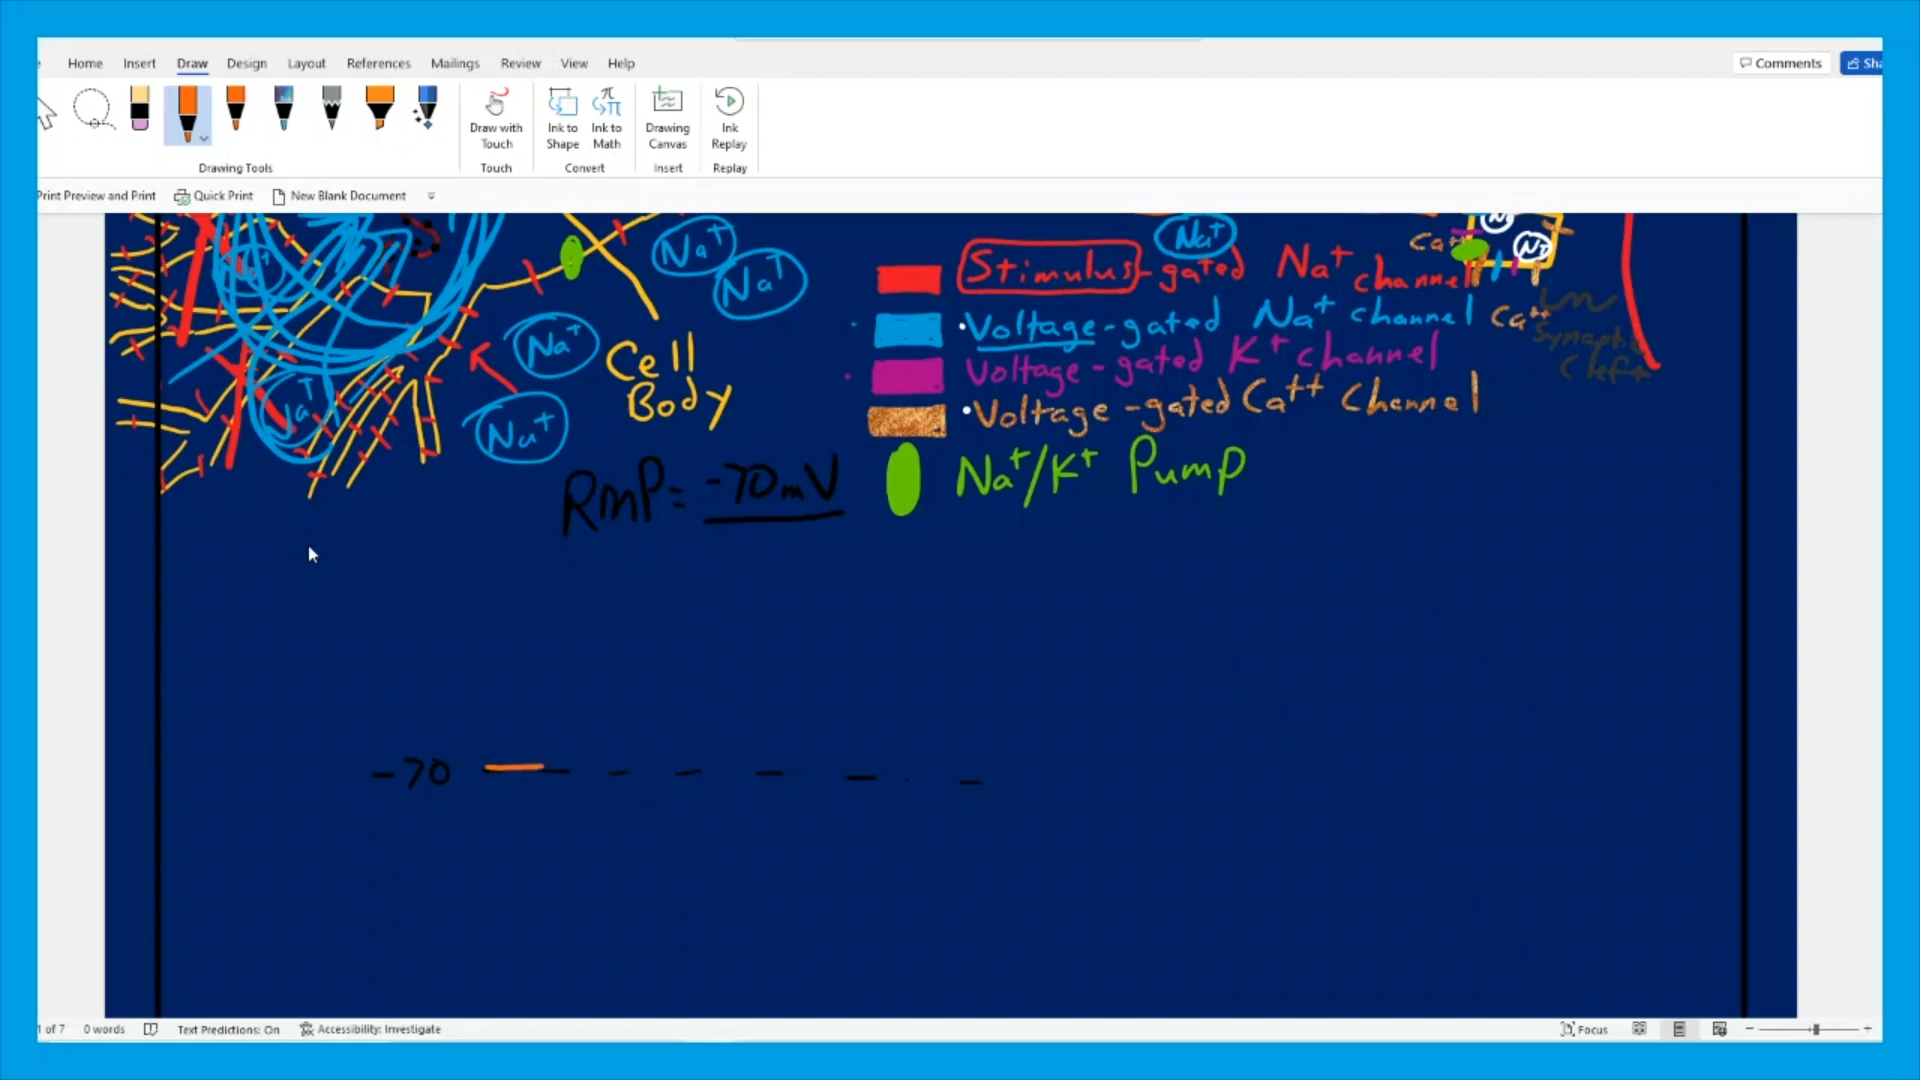 Home Insert Draw Design Layout References Mailings Review View Help
Comments
Draw with Touch
Ink to Shape
Ink to Math
Drawing Canvas
Ink Replay
Drawing Tools
Touch
Convert
Insert
Replay
Print Preview and Print Quick Print New Blank Document
Na+
Na+
Na+
Na+
Na+
Na+
Cell
Body
RMP = -70mV
Stimulus-gated Na+ channel
Voltage-gated Na+ channel
Voltage-gated K+ channel
Voltage-gated Ca++ Channel
Na+/K+ Pump
Ca++
Ca++
Synaptic
Cleft
-70
1 of 7 0 words Text Predictions: On Accessibility: Investigate
Focus